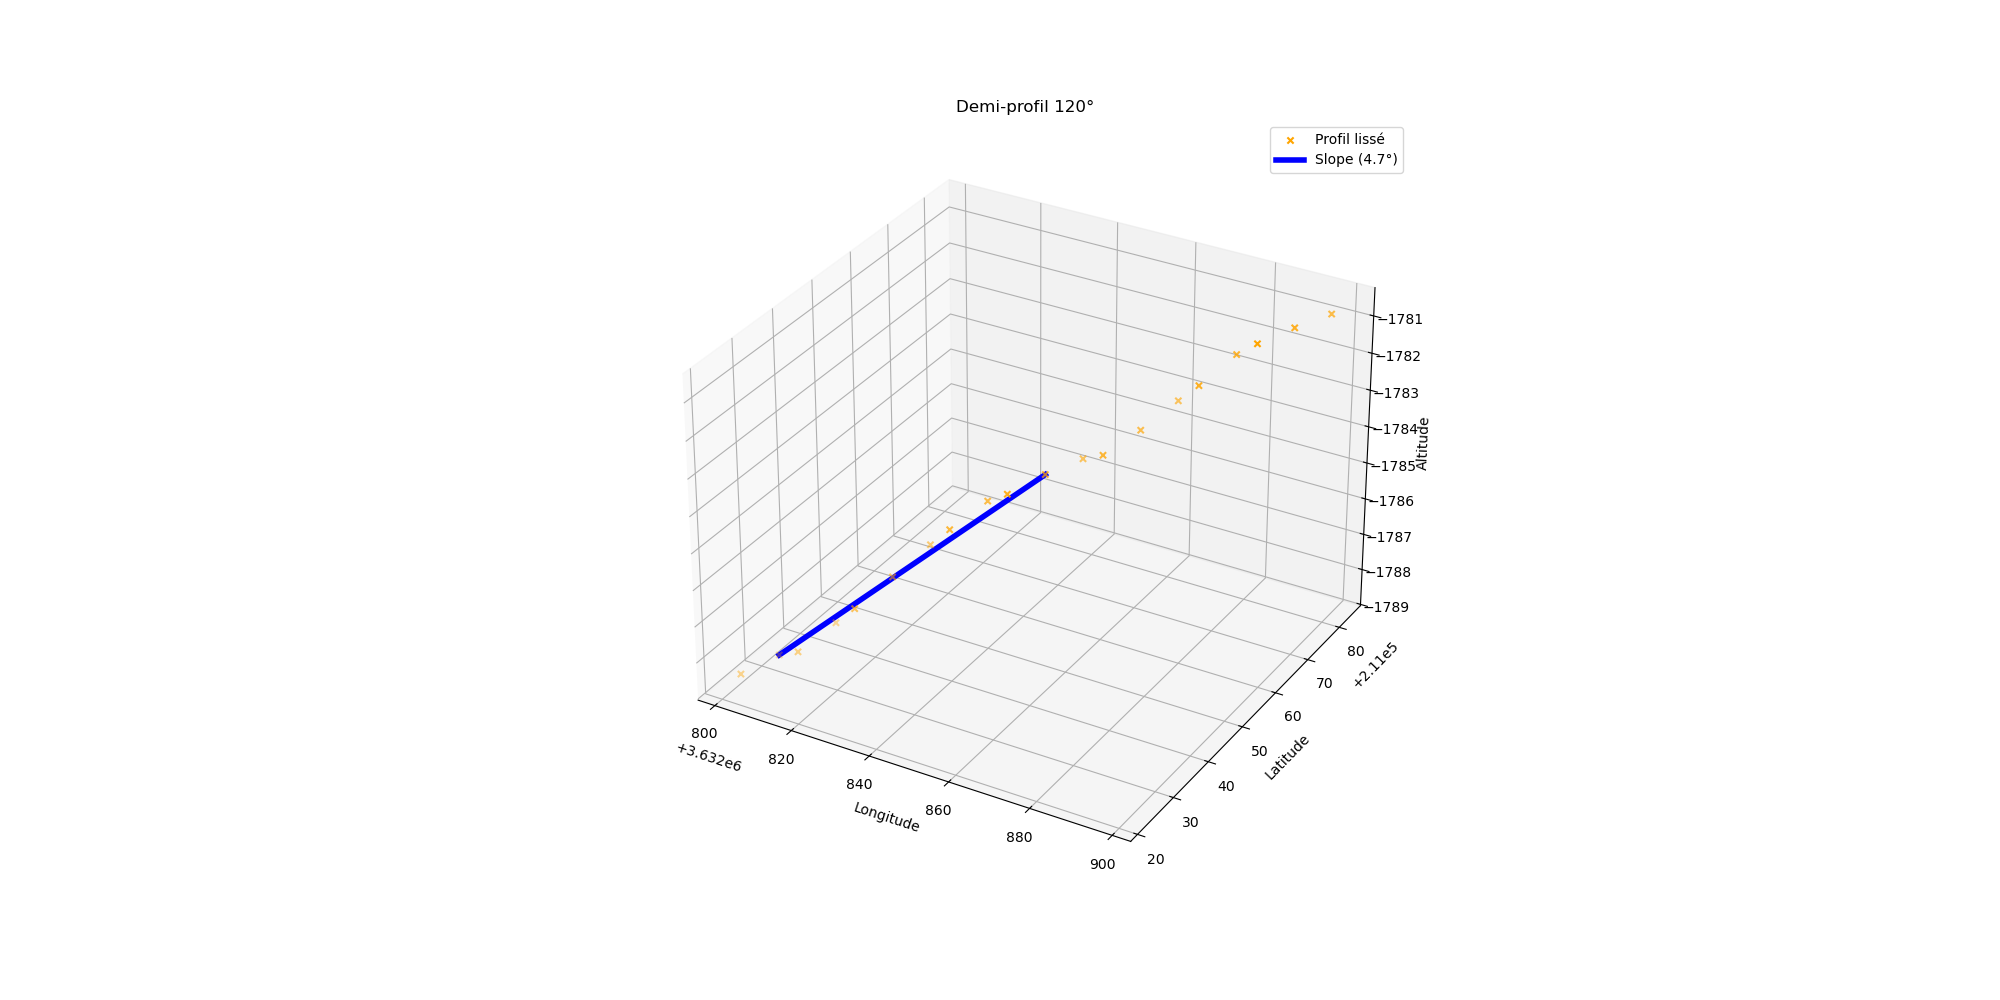 Demi-profil 120°
Profil lissé
Slope (4.7°)
−1781
−1782
−1783
−1784
−1785
−1786
−1787
−1788
−1789
Altitude
80
70
60
50
40
30
20
+2.11e5
Latitude
800
820
840
860
880
900
+3.632e6
Longitude